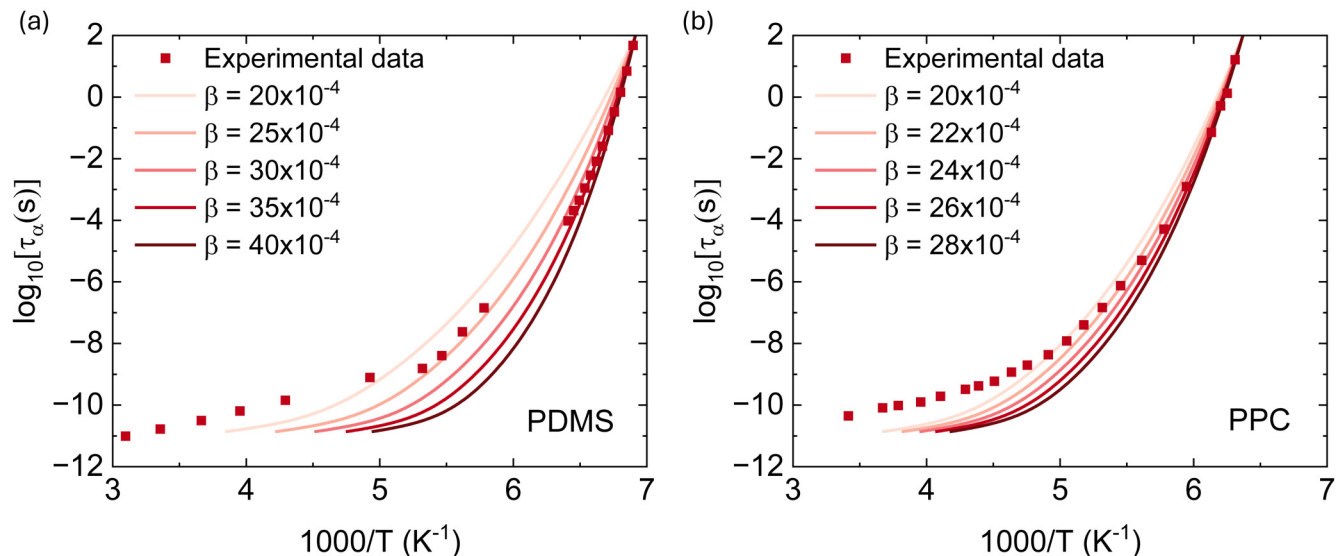 (a)
2
0
−2
−4
−6
−8
−10
−12
log₁₀[τα(s)]
Experimental data
β = 20x10⁻⁴
β = 25x10⁻⁴
β = 30x10⁻⁴
β = 35x10⁻⁴
β = 40x10⁻⁴
PDMS
3 4 5 6 7
1000/T (K⁻¹)
(b)
2
0
−2
−4
−6
−8
−10
−12
log₁₀[τα(s)]
Experimental data
β = 20x10⁻⁴
β = 22x10⁻⁴
β = 24x10⁻⁴
β = 26x10⁻⁴
β = 28x10⁻⁴
PPC
3 4 5 6 7
1000/T (K⁻¹)